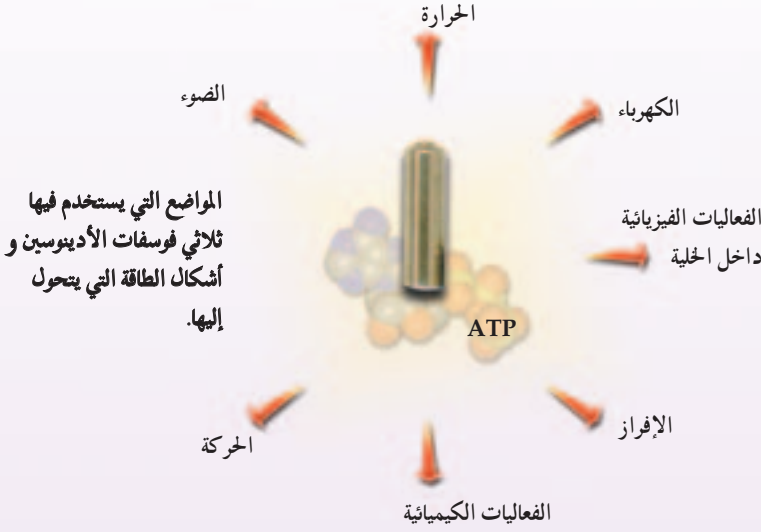 الحرارة
الكهرباء
الضوء
المواضع التي يستخدم فيها
ثلاثي فوسفات الأدينوسين و
أشكال الطاقة التي يتحول
إليها.
الفعاليات الفيزيائية
داخل الخلية
ATP
الإفراز
الحركة
الفعاليات الكيميائية